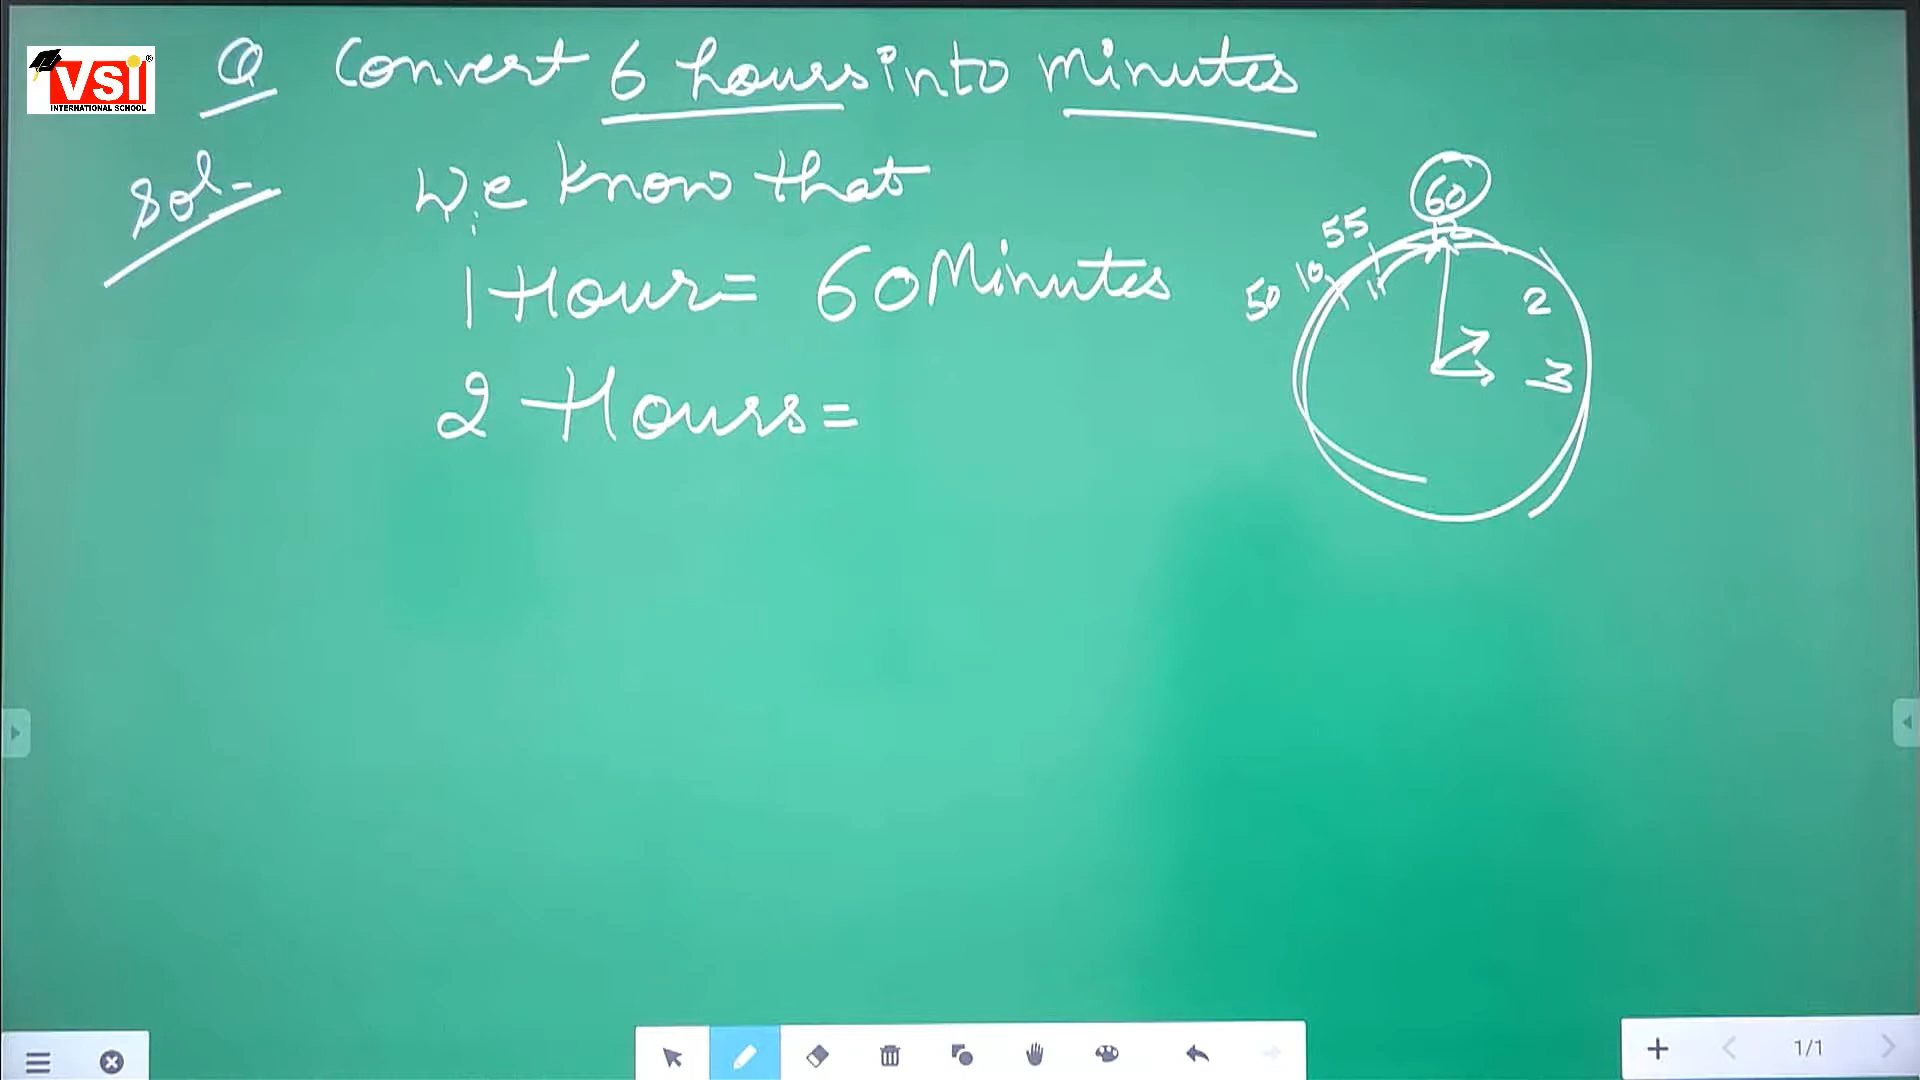 VSI
INTERNATIONAL SCHOOL
Q Convert 6 hours into minutes
Sol- We know that
1 Hour = 60 Minutes
2 Hours =
60
12
55
11
50
10
2
3
1/1